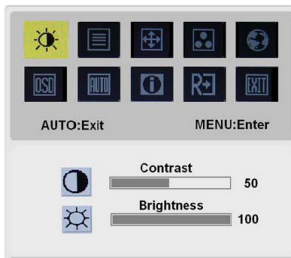 OSD AUTO i R EXIT
AUTO:Exit MENU:Enter
Contrast
50
Brightness
100